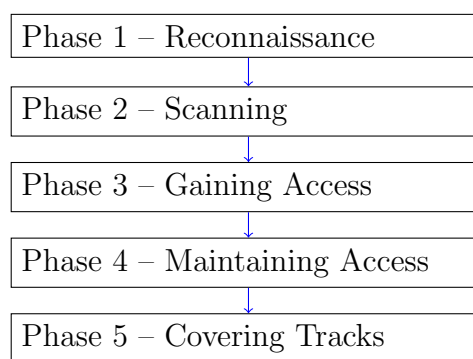 Phase 1 – Reconnaissance
Phase 2 – Scanning
Phase 3 – Gaining Access
Phase 4 – Maintaining Access
Phase 5 – Covering Tracks